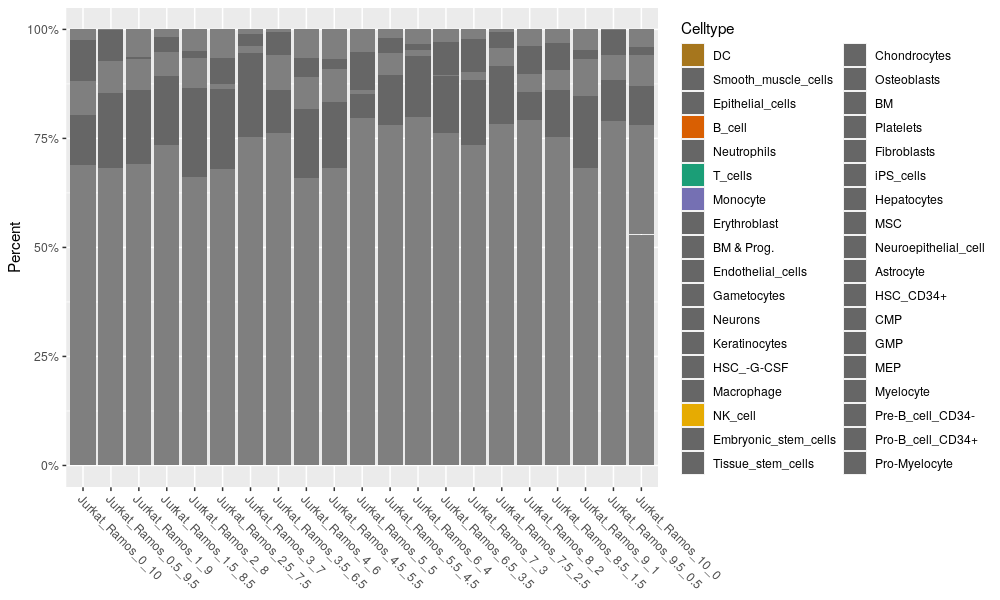 Celltype
DC
Smooth_muscle_cells
Epithelial_cells
B_cell
Neutrophils
T_cells
Monocyte
Erythroblast
BM & Prog.
Endothelial_cells
Gametocytes
Neurons
Keratinocytes
HSC_-G-CSF
Macrophage
NK_cell
Embryonic_stem_cells
Tissue_stem_cells
Chondrocytes
Osteoblasts
BM
Platelets
Fibroblasts
iPS_cells
Hepatocytes
MSC
Neuroepithelial_cell
Astrocyte
HSC_CD34+
CMP
GMP
MEP
Myelocyte
Pre-B_cell_CD34-
Pro-B_cell_CD34+
Pro-Myelocyte
Percent
100%
75%
50%
25%
0%
Jurkat_Ramos_0_10
Jurkat_Ramos_0.5_9.5
Jurkat_Ramos_1_9
Jurkat_Ramos_1.5_8.5
Jurkat_Ramos_2_8
Jurkat_Ramos_2.5_7.5
Jurkat_Ramos_3_7
Jurkat_Ramos_3.5_6.5
Jurkat_Ramos_4_6
Jurkat_Ramos_4.5_5.5
Jurkat_Ramos_5_5
Jurkat_Ramos_5.5_4.5
Jurkat_Ramos_6_4
Jurkat_Ramos_6.5_3.5
Jurkat_Ramos_7_3
Jurkat_Ramos_7.5_2.5
Jurkat_Ramos_8_2
Jurkat_Ramos_8.5_1.5
Jurkat_Ramos_9_1
Jurkat_Ramos_9.5_0.5
Jurkat_Ramos_10_0